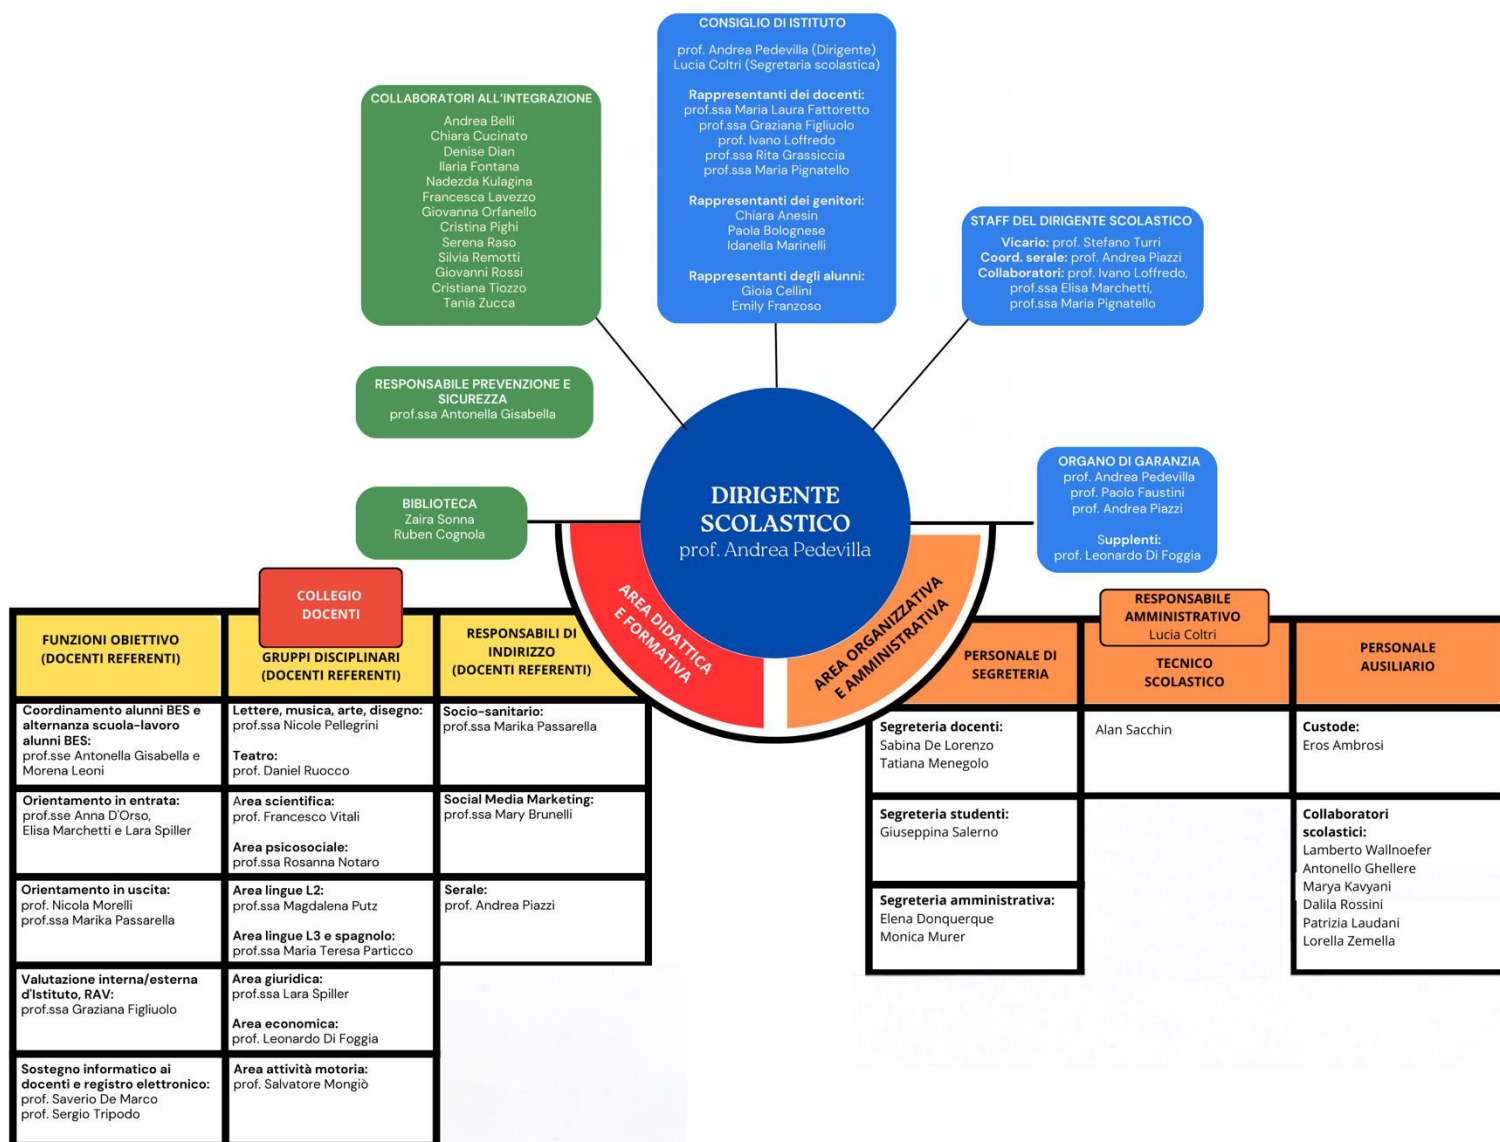 CONSIGLIO DI ISTITUTO
prof. Andrea Pedevilla (Dirigente)
Lucia Coltri (Segretaria scolastica)
Rappresentanti dei docenti:
prof.ssa Maria Laura Fattoretto
prof.ssa Graziana Figliuolo
prof. Ivano Loffredo
prof.ssa Rita Grassiccia
prof.ssa Maria Pignatello
Rappresentanti dei genitori:
Chiara Anesin
Paola Bolognese
Idanella Marinelli
Rappresentanti degli alunni:
Gioia Cellini
Emily Franzoso
COLLABORATORI ALL'INTEGRAZIONE
Andrea Belli
Chiara Cucinato
Denise Dian
Ilaria Fontana
Nadezda Kulagina
Francesca Lavezzo
Giovanna Orfanello
Cristina Pighi
Serena Raso
Silvia Remotti
Giovanni Rossi
Cristiana Tiozzo
Tania Zucca
STAFF DEL DIRIGENTE SCOLASTICO
Vicario: prof. Stefano Turri
Coord. serale: prof. Andrea Piazzi
Collaboratori: prof. Ivano Loffredo,
prof.ssa Elisa Marchetti,
prof.ssa Maria Pignatello
RESPONSABILE PREVENZIONE E
SICUREZZA
prof.ssa Antonella Gisabella
BIBLIOTECA
Zaira Sonna
Ruben Cognola
DIRIGENTE
SCOLASTICO
prof. Andrea Pedevilla
ORGANO DI GARANZIA
prof. Andrea Pedevilla
prof. Paolo Faustini
prof. Andrea Piazzi
Supplenti:
prof. Leonardo Di Foggia
AREA DIDATTICA
E FORMATIVA
AREA ORGANIZZATIVA
E AMMINISTRATIVA
COLLEGIO
DOCENTI
FUNZIONI OBIETTIVO
(DOCENTI REFERENTI)
GRUPPI DISCIPLINARI
(DOCENTI REFERENTI)
RESPONSABILI DI
INDIRIZZO
(DOCENTI REFERENTI)
Coordinamento alunni BES e
alternanza scuola-lavoro
alunni BES:
prof.sse Antonella Gisabella e
Morena Leoni
Lettere, musica, arte, disegno:
prof.ssa Nicole Pellegrini
Teatro:
prof. Daniel Ruocco
Socio-sanitario:
prof.ssa Marika Passarella
Orientamento in entrata:
prof.sse Anna D'Orso,
Elisa Marchetti e Lara Spiller
Area scientifica:
prof. Francesco Vitali
Area psicosociale:
prof.ssa Rosanna Notaro
Social Media Marketing:
prof.ssa Mary Brunelli
Orientamento in uscita:
prof. Nicola Morelli
prof.ssa Marika Passarella
Area lingue L2:
prof.ssa Magdalena Putz
Area lingue L3 e spagnolo:
prof.ssa Maria Teresa Particco
Serale:
prof. Andrea Piazzi
Valutazione interna/esterna
d'Istituto, RAV:
prof.ssa Graziana Figliuolo
Area giuridica:
prof.ssa Lara Spiller
Area economica:
prof. Leonardo Di Foggia
Sostegno informatico ai
docenti e registro elettronico:
prof. Saverio De Marco
prof. Sergio Tripodo
Area attività motoria:
prof. Salvatore Mongiò
RESPONSABILE
AMMINISTRATIVO
Lucia Coltri
PERSONALE DI
SEGRETERIA
TECNICO
SCOLASTICO
PERSONALE
AUSILIARIO
Segreteria docenti:
Sabina De Lorenzo
Tatiana Menegolo
Alan Sacchin
Custode:
Eros Ambrosi
Segreteria studenti:
Giuseppina Salerno
Collaboratori
scolastici:
Lamberto Wallnoefer
Antonello Ghellere
Marya Kavyani
Dalila Rossini
Patrizia Laudani
Lorella Zemella
Segreteria amministrativa:
Elena Donquerque
Monica Murer